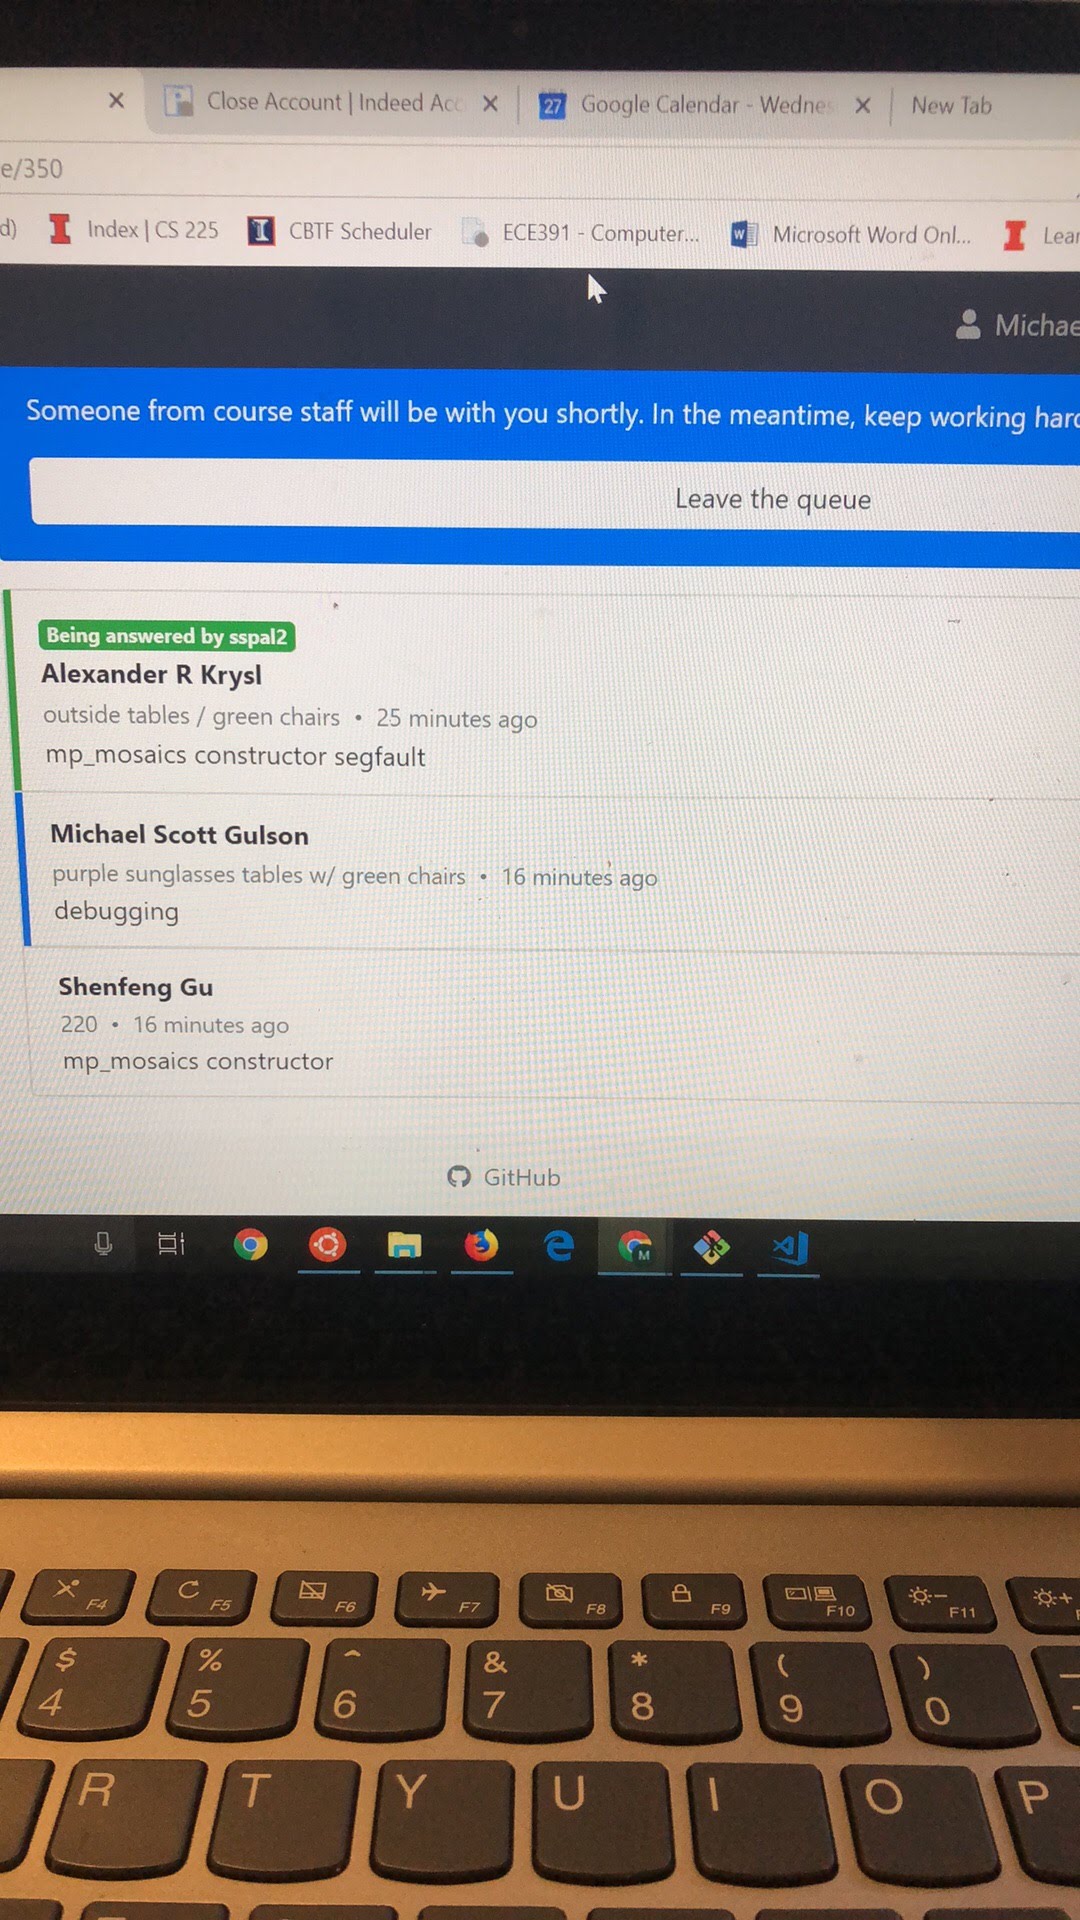 Close Account | Indeed Acc
27 Google Calendar - Wednes
New Tab
e/350
d) I Index | CS 225 I CBTF Scheduler ECE391 - Computer... W Microsoft Word Onl... I Lear
Michae
Someone from course staff will be with you shortly. In the meantime, keep working hard
Leave the queue
Being answered by sspal2
Alexander R Krysl
outside tables / green chairs • 25 minutes ago
mp_mosaics constructor segfault
Michael Scott Gulson
purple sunglasses tables w/ green chairs • 16 minutes ago
debugging
Shenfeng Gu
220 • 16 minutes ago
mp_mosaics constructor
GitHub
M
F4 F5 F6 F7 F8 F9 F10 F11
$ % ^ & * ( )
4 5 6 7 8 9 0
R T Y U I O P